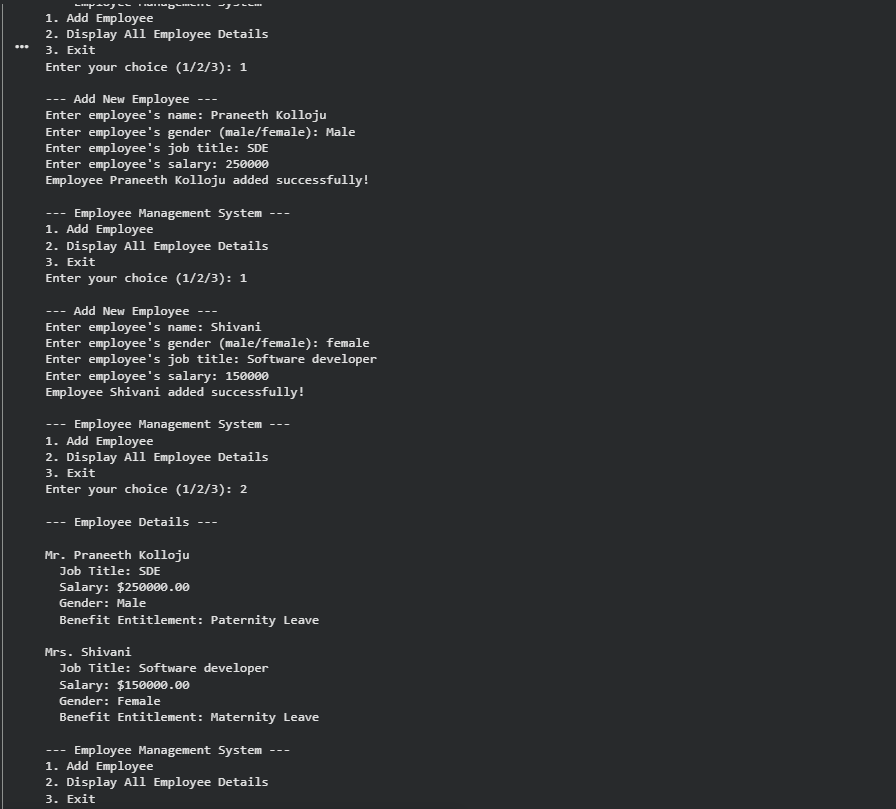 --- Employee Management System ---
1. Add Employee
2. Display All Employee Details
3. Exit
Enter your choice (1/2/3): 1
--- Add New Employee ---
Enter employee's name: Praneeth Kolloju
Enter employee's gender (male/female): Male
Enter employee's job title: SDE
Enter employee's salary: 250000
Employee Praneeth Kolloju added successfully!
--- Employee Management System ---
1. Add Employee
2. Display All Employee Details
3. Exit
Enter your choice (1/2/3): 1
--- Add New Employee ---
Enter employee's name: Shivani
Enter employee's gender (male/female): female
Enter employee's job title: Software developer
Enter employee's salary: 150000
Employee Shivani added successfully!
--- Employee Management System ---
1. Add Employee
2. Display All Employee Details
3. Exit
Enter your choice (1/2/3): 2
--- Employee Details ---
Mr. Praneeth Kolloju
Job Title: SDE
Salary: $250000.00
Gender: Male
Benefit Entitlement: Paternity Leave
Mrs. Shivani
Job Title: Software developer
Salary: $150000.00
Gender: Female
Benefit Entitlement: Maternity Leave
--- Employee Management System ---
1. Add Employee
2. Display All Employee Details
3. Exit